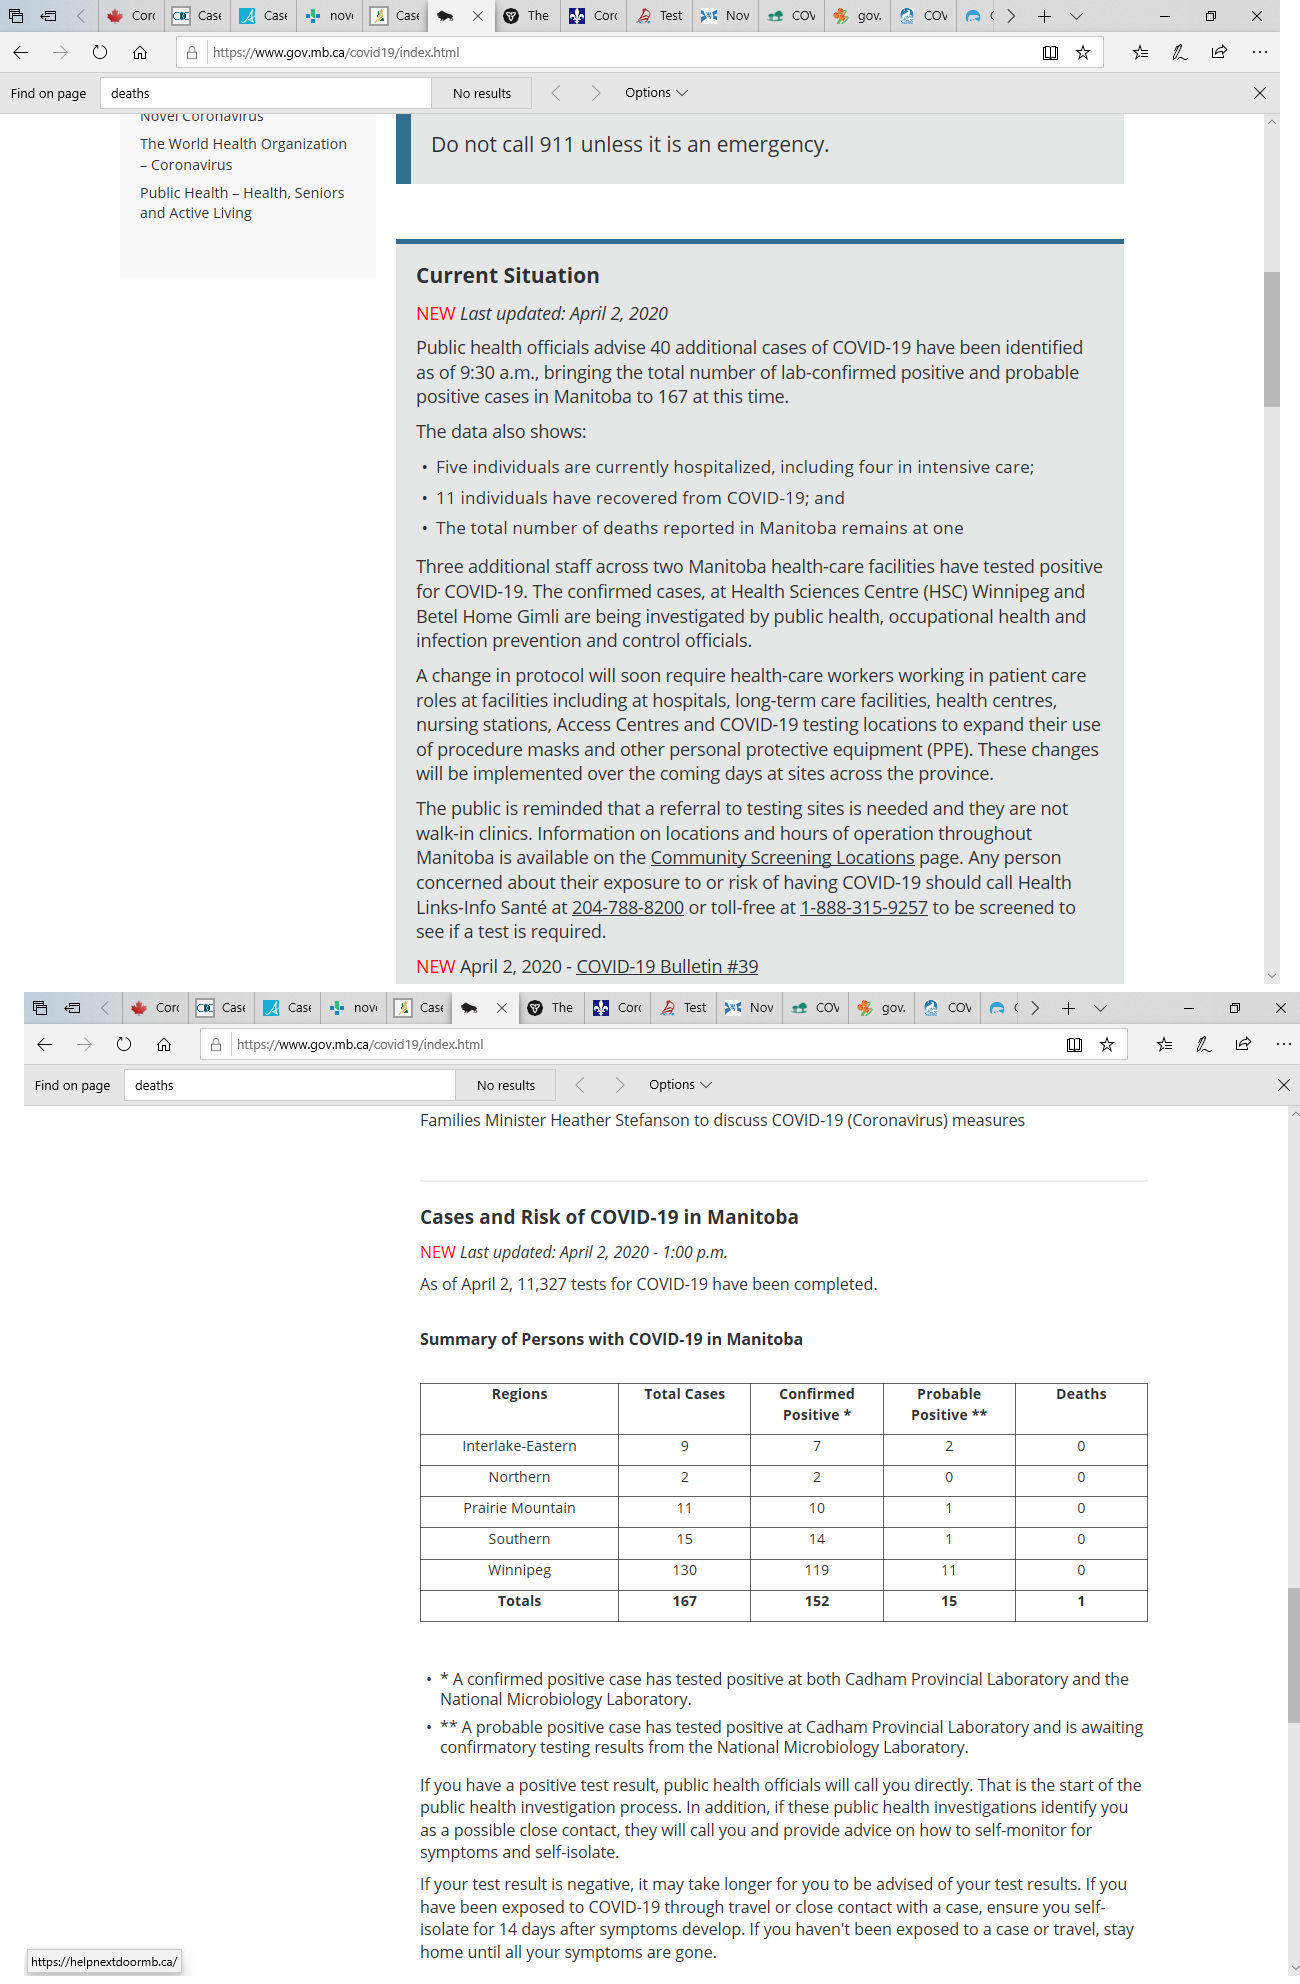 Coro
Case
Case
nove
Case
The
Coro
Test
Nov
COV
gov.
COV
https://www.gov.mb.ca/covid19/index.html
Find on page
deaths
No results
Options
Novel Coronavirus
The World Health Organization
– Coronavirus
Public Health – Health, Seniors
and Active Living
Do not call 911 unless it is an emergency.
Current Situation
NEW Last updated: April 2, 2020
Public health officials advise 40 additional cases of COVID-19 have been identified
as of 9:30 a.m., bringing the total number of lab-confirmed positive and probable
positive cases in Manitoba to 167 at this time.
The data also shows:
• Five individuals are currently hospitalized, including four in intensive care;
• 11 individuals have recovered from COVID-19; and
• The total number of deaths reported in Manitoba remains at one
Three additional staff across two Manitoba health-care facilities have tested positive
for COVID-19. The confirmed cases, at Health Sciences Centre (HSC) Winnipeg and
Betel Home Gimli are being investigated by public health, occupational health and
infection prevention and control officials.
A change in protocol will soon require health-care workers working in patient care
roles at facilities including at hospitals, long-term care facilities, health centres,
nursing stations, Access Centres and COVID-19 testing locations to expand their use
of procedure masks and other personal protective equipment (PPE). These changes
will be implemented over the coming days at sites across the province.
The public is reminded that a referral to testing sites is needed and they are not
walk-in clinics. Information on locations and hours of operation throughout
Manitoba is available on the Community Screening Locations page. Any person
concerned about their exposure to or risk of having COVID-19 should call Health
Links-Info Santé at 204-788-8200 or toll-free at 1-888-315-9257 to be screened to
see if a test is required.
NEW April 2, 2020 - COVID-19 Bulletin #39
Coro
Case
Case
nove
Case
The
Coro
Test
Nov
COV
gov.
COV
https://www.gov.mb.ca/covid19/index.html
Find on page
deaths
No results
Options
Families Minister Heather Stefanson to discuss COVID-19 (Coronavirus) measures
Cases and Risk of COVID-19 in Manitoba
NEW Last updated: April 2, 2020 - 1:00 p.m.
As of April 2, 11,327 tests for COVID-19 have been completed.
Summary of Persons with COVID-19 in Manitoba
Regions Total Cases Confirmed Probable Deaths
Positive * Positive **
Interlake-Eastern 9 7 2 0
Northern 2 2 0 0
Prairie Mountain 11 10 1 0
Southern 15 14 1 0
Winnipeg 130 119 11 0
Totals 167 152 15 1
• * A confirmed positive case has tested positive at both Cadham Provincial Laboratory and the
National Microbiology Laboratory.
• ** A probable positive case has tested positive at Cadham Provincial Laboratory and is awaiting
confirmatory testing results from the National Microbiology Laboratory.
If you have a positive test result, public health officials will call you directly. That is the start of the
public health investigation process. In addition, if these public health investigations identify you
as a possible close contact, they will call you and provide advice on how to self-monitor for
symptoms and self-isolate.
If your test result is negative, it may take longer for you to be advised of your test results. If you
have been exposed to COVID-19 through travel or close contact with a case, ensure you self-
isolate for 14 days after symptoms develop. If you haven't been exposed to a case or travel, stay
home until all your symptoms are gone.
https://helpnextdoormb.ca/